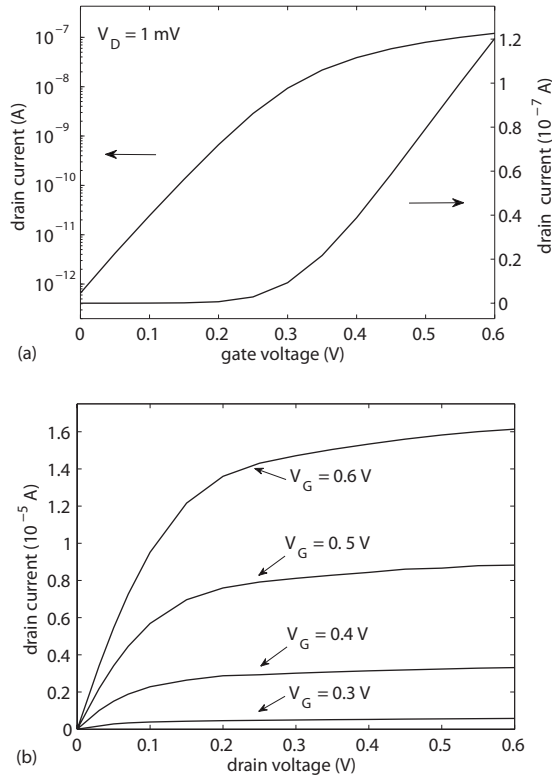 V_D = 1 mV
drain current (A)
10^−7
10^−8
10^−9
10^−10
10^−11
10^−12
drain current (10^−7 A)
1.2
1
0.8
0.6
0.4
0.2
0
0 0.1 0.2 0.3 0.4 0.5 0.6
(a) gate voltage (V)
drain current (10^−5 A)
1.6
1.4
1.2
1
0.8
0.6
0.4
0.2
0
V_G = 0.6 V
V_G = 0.5 V
V_G = 0.4 V
V_G = 0.3 V
0 0.1 0.2 0.3 0.4 0.5 0.6
(b) drain voltage (V)